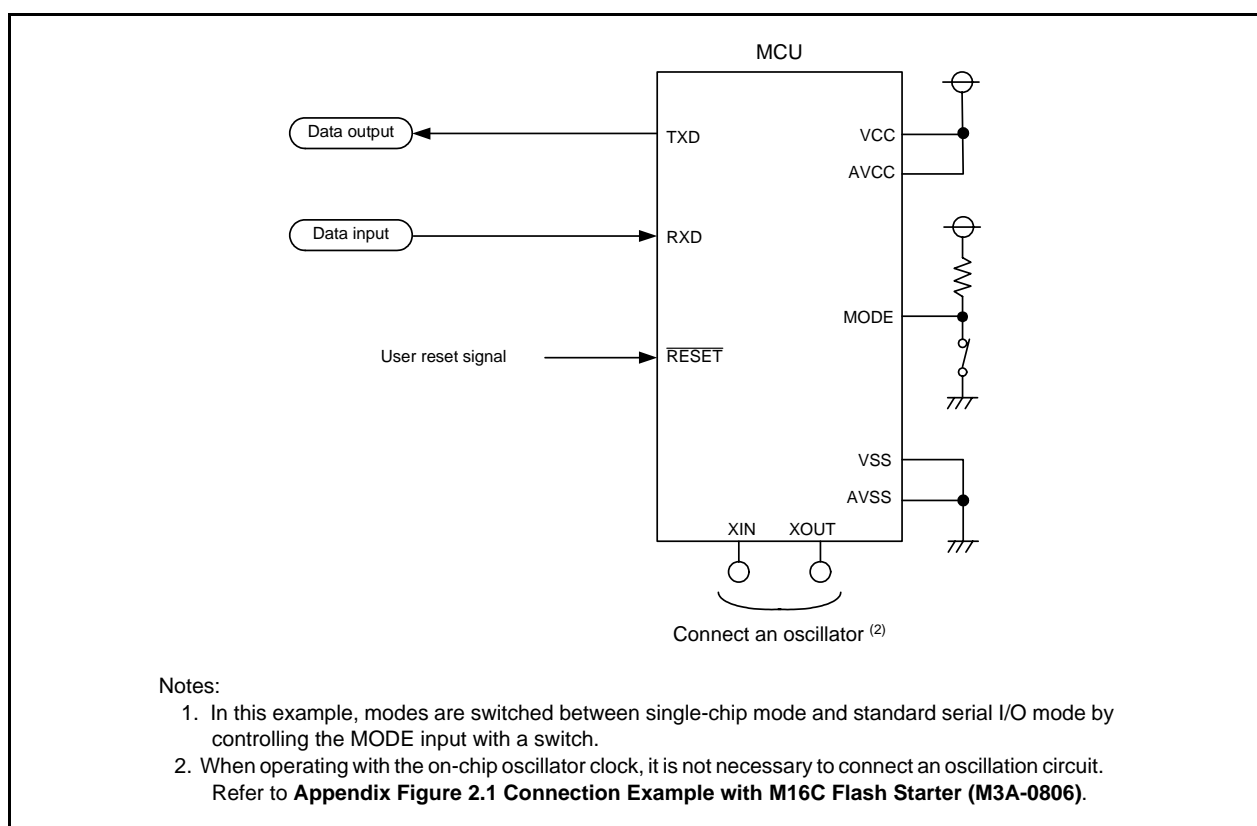 MCU
Data output
TXD
VCC
AVCC
Data input
RXD
MODE
User reset signal
RESET
VSS
AVSS
XIN
XOUT
Connect an oscillator (2)
Notes:
1. In this example, modes are switched between single-chip mode and standard serial I/O mode by
controlling the MODE input with a switch.
2. When operating with the on-chip oscillator clock, it is not necessary to connect an oscillation circuit.
Refer to Appendix Figure 2.1 Connection Example with M16C Flash Starter (M3A-0806).